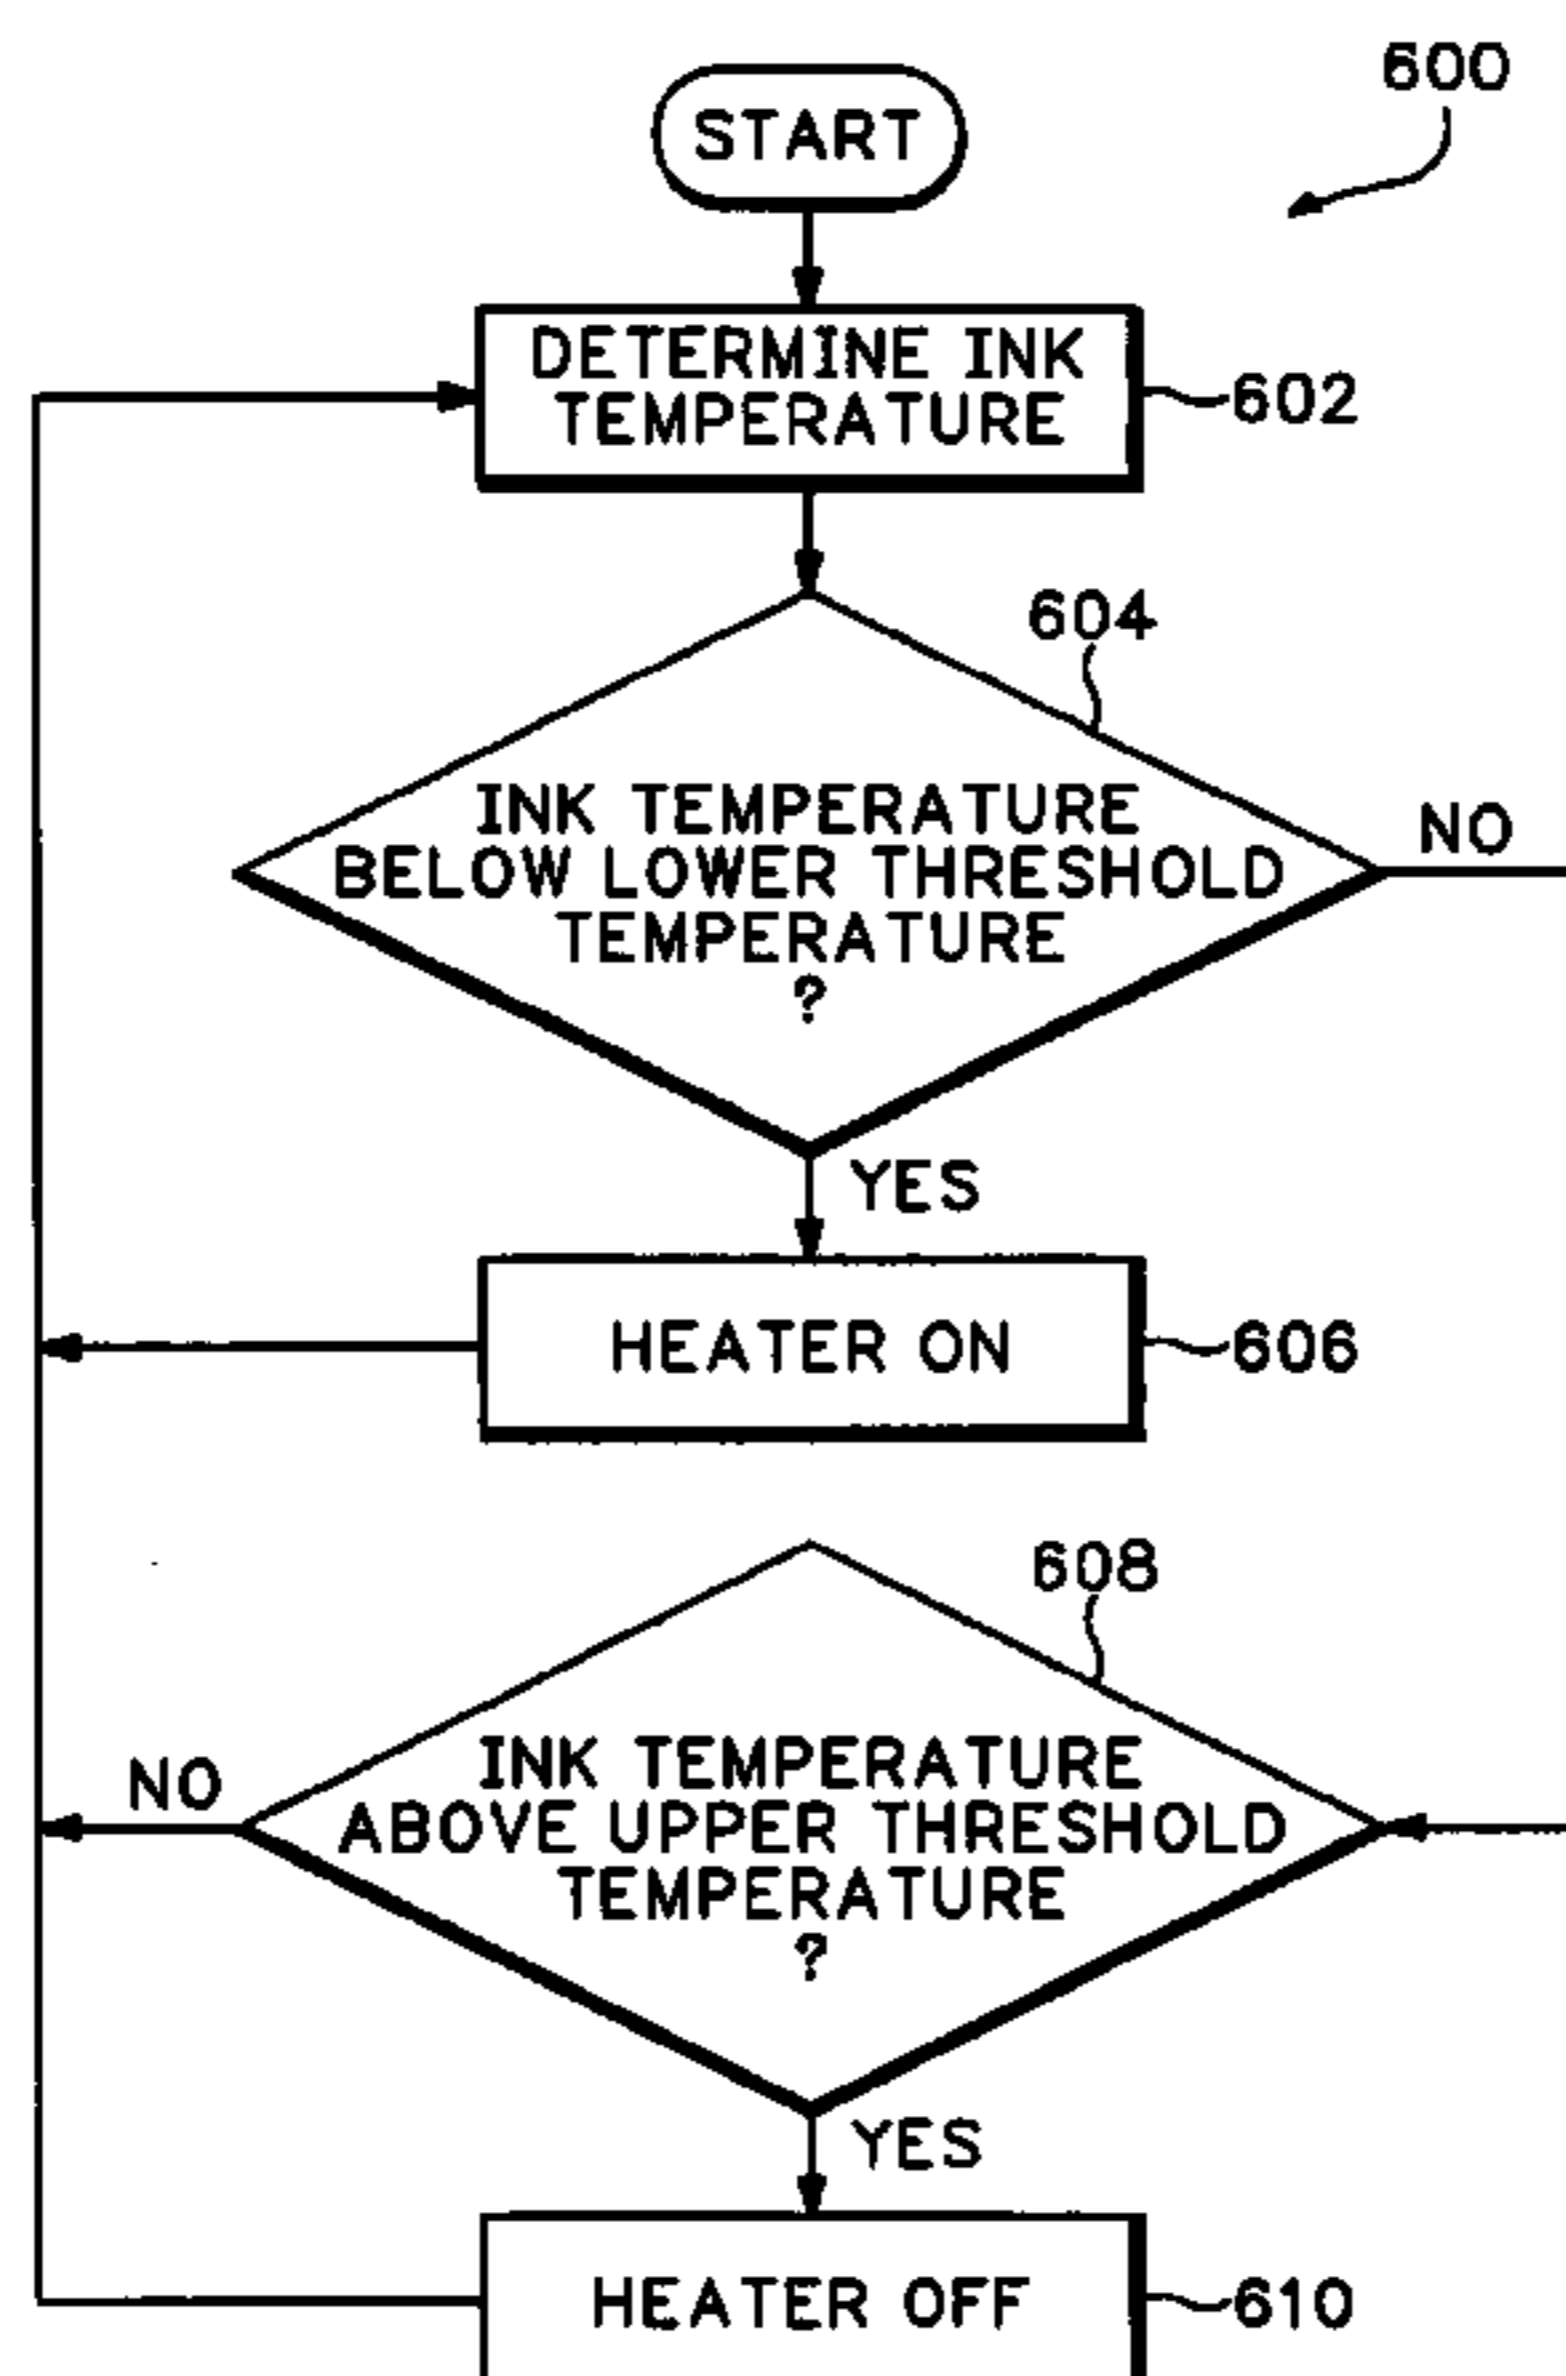 600
START
DETERMINE INK
TEMPERATURE
602
604
INK TEMPERATURE
BELOW LOWER THRESHOLD
TEMPERATURE
?
NO
YES
HEATER ON
606
608
INK TEMPERATURE
ABOVE UPPER THRESHOLD
TEMPERATURE
?
NO
YES
HEATER OFF
610